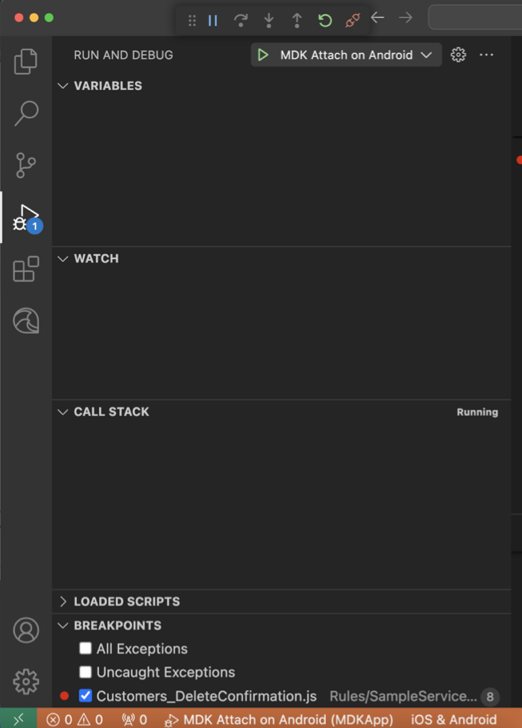 RUN AND DEBUG
MDK Attach on Android
VARIABLES
1
WATCH
CALL STACK
Running
LOADED SCRIPTS
BREAKPOINTS
All Exceptions
Uncaught Exceptions
Customers_DeleteConfirmation.js Rules/SampleService... 8
0 0 0 MDK Attach on Android (MDKApp) iOS & Android